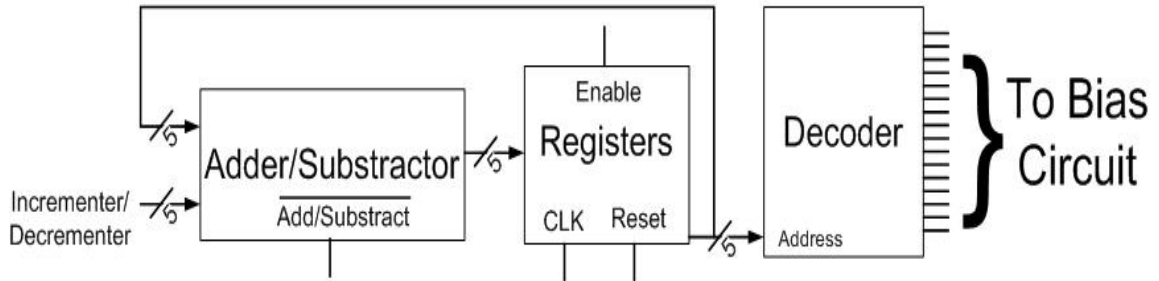 Enable
Registers
CLK
Reset
Adder/Substractor
Add/Substract
Incrementer/
Decrementer
5
5
5
5
Decoder
Address
To Bias
Circuit